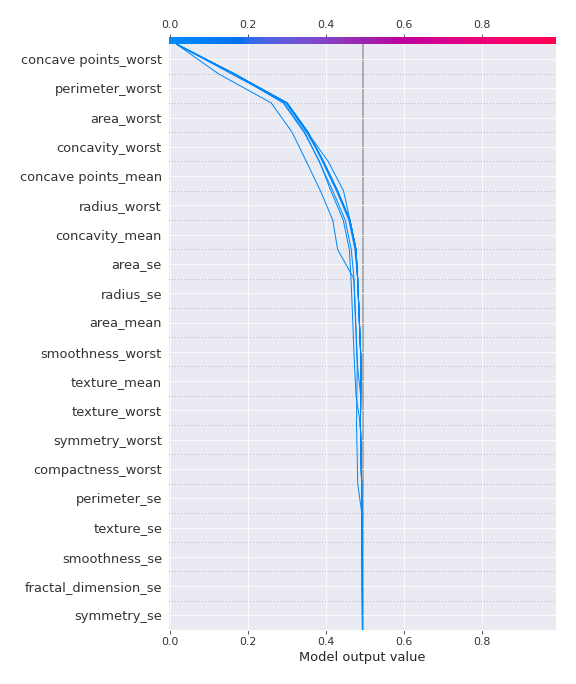 0.0 0.2 0.4 0.6 0.8
concave points_worst
perimeter_worst
area_worst
concavity_worst
concave points_mean
radius_worst
concavity_mean
area_se
radius_se
area_mean
smoothness_worst
texture_mean
texture_worst
symmetry_worst
compactness_worst
perimeter_se
texture_se
smoothness_se
fractal_dimension_se
symmetry_se
0.0 0.2 0.4 0.6 0.8
Model output value